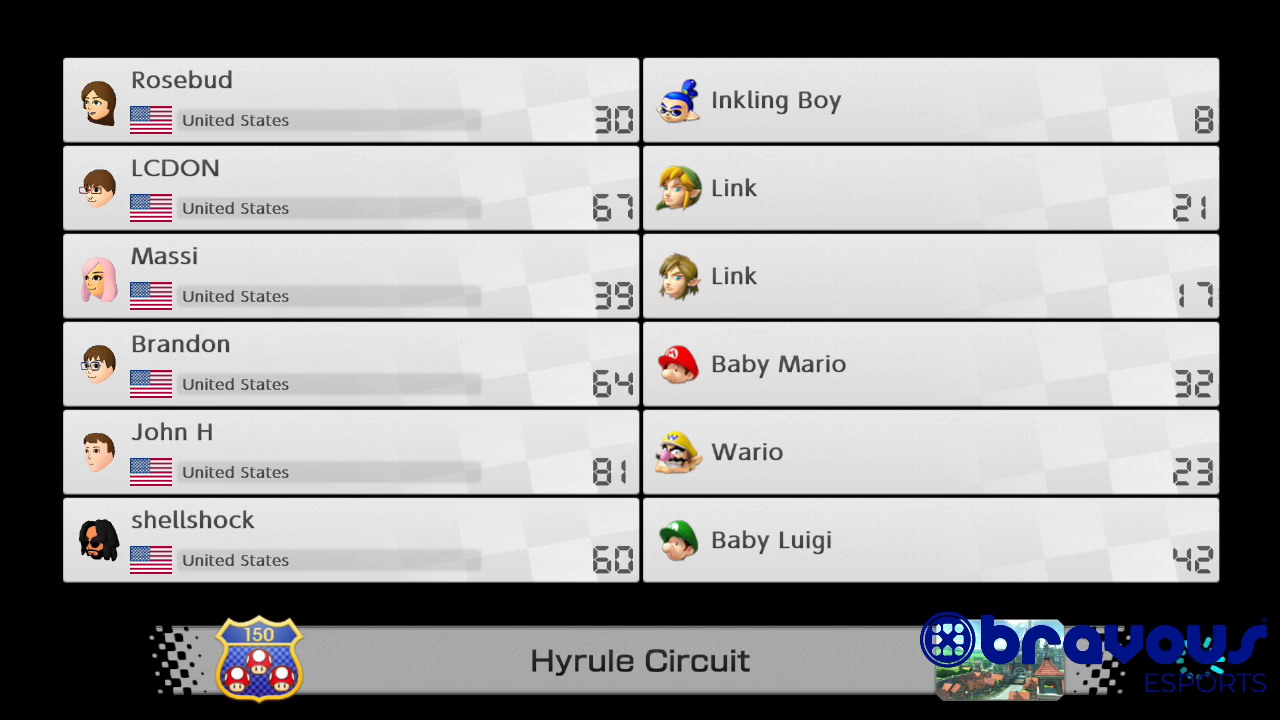 Rosebud
United States
30
Inkling Boy
8
LCDON
United States
67
Link
21
Massi
United States
39
Link
17
Brandon
United States
64
Baby Mario
32
John H
United States
81
Wario
23
shellshock
United States
60
Baby Luigi
42
150
Hyrule Circuit
bravous
ESPORTS